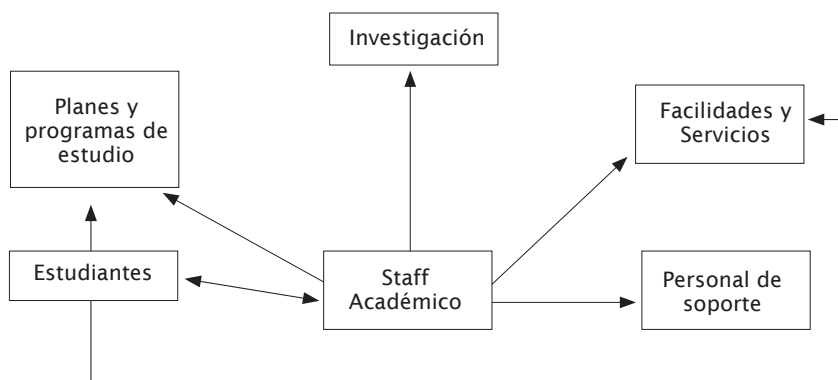 Investigación
Planes y
programas de
estudio
Facilidades y
Servicios
Estudiantes
Staff
Académico
Personal de
soporte